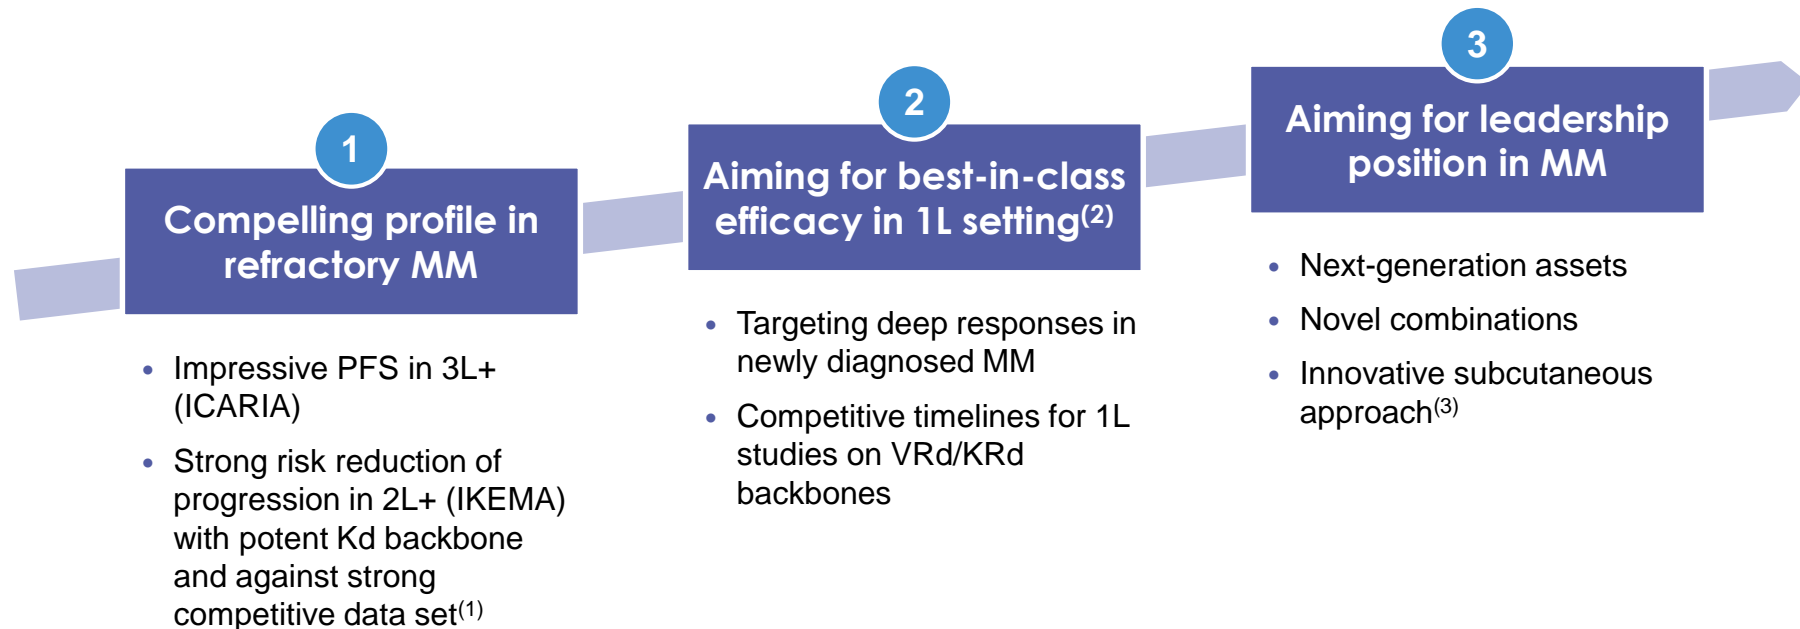 1
Compelling profile in
refractory MM
• Impressive PFS in 3L+
(ICARIA)
• Strong risk reduction of
progression in 2L+ (IKEMA)
with potent Kd backbone
and against strong
competitive data set(1)
2
Aiming for best-in-class
efficacy in 1L setting(2)
• Targeting deep responses in
newly diagnosed MM
• Competitive timelines for 1L
studies on VRd/KRd
backbones
3
Aiming for leadership
position in MM
• Next-generation assets
• Novel combinations
• Innovative subcutaneous
approach(3)